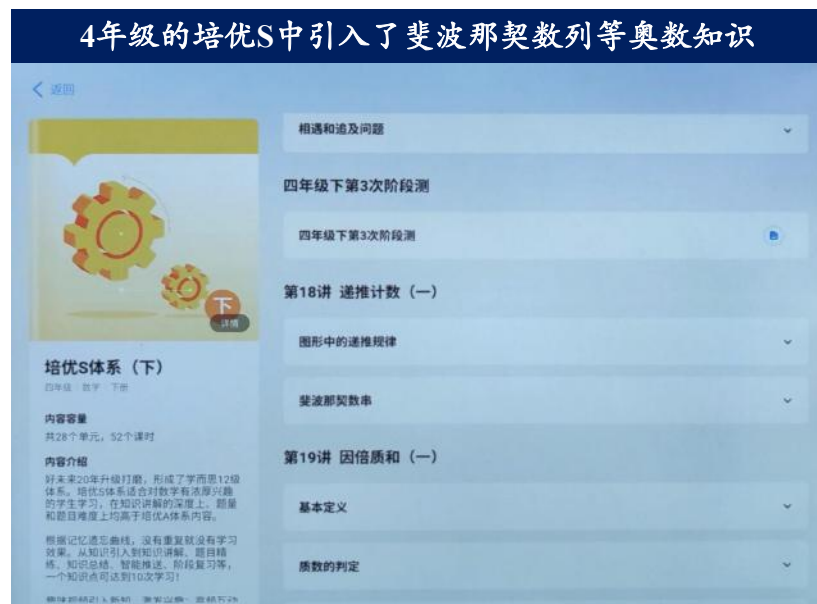 4年级的培优S中引入了斐波那契数列等奥数知识
返回
相遇和追及问题
四年级下第3次阶段测
四年级下第3次阶段测
第18讲 递推计数（一）
图形中的递推规律
斐波那契数串
第19讲 因倍质和（一）
基本定义
质数的判定
下
详情
培优S体系（下）
四年级 数学 下册
内容容量
共28个单元，52个课时
内容介绍
好未来20年升级打磨，形成了学而思12级
体系。培优S体系适合对数学有浓厚兴趣
的学生学习，在知识讲解的深度上、题量
和题目难度上均高于培优A体系内容。
根据记忆遗忘曲线，没有重复就没有学习
效果。从知识引入到知识讲解、题目精
练、知识总结、智能推送、阶段复习等，
一个知识点可达到10次学习！